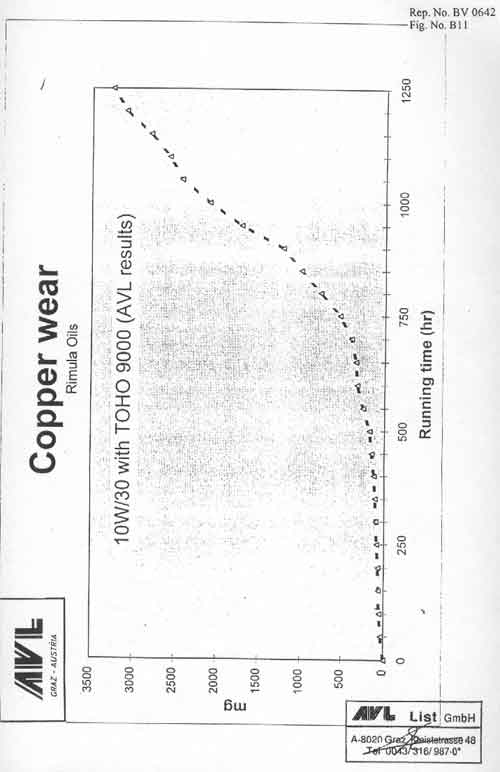 Rep. No. BV 0642
Fig. No. B11
Copper wear
Rimula Oils
10W/30 with TOHO 9000 (AVL results)
3500
3000
2500
2000
1500
1000
500
0
mg
0
250
500
750
1000
1250
Running time (hr)
AVL
GRAZ - AUSTRIA
AVL List GmbH
A-8020 Graz, Kleiststrasse 48
Tel 0043/316/987-0*